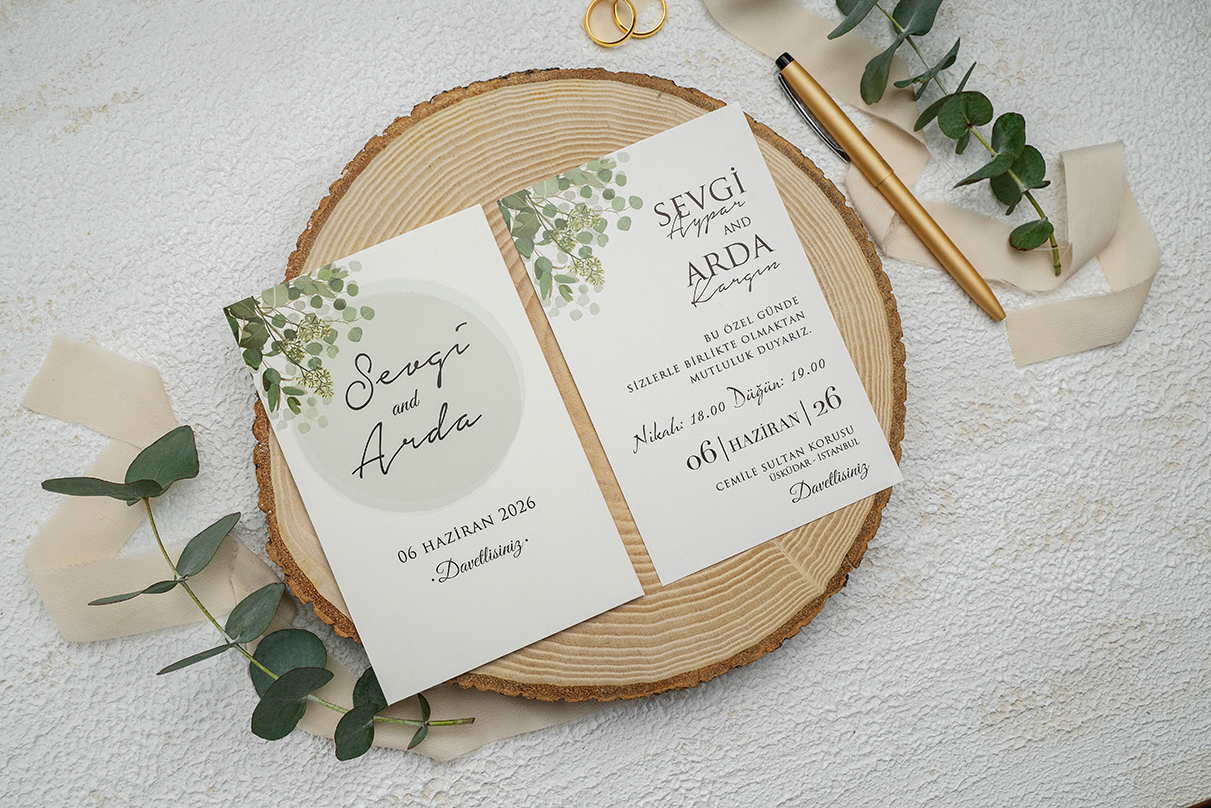 Sevgi
and
Arda
06 HAZİRAN 2026
• Davetlisiniz •
SEVGİ
Aypar
AND
ARDA
Kargın
BU ÖZEL GÜNDE
SİZLERLE BİRLİKTE OLMAKTAN
MUTLULUK DUYARIZ.
Nikah: 18.00 Düğün: 19.00
06|HAZİRAN|26
CEMİLE SULTAN KORUSU
ÜSKÜDAR- İSTANBUL
Davetlisiniz